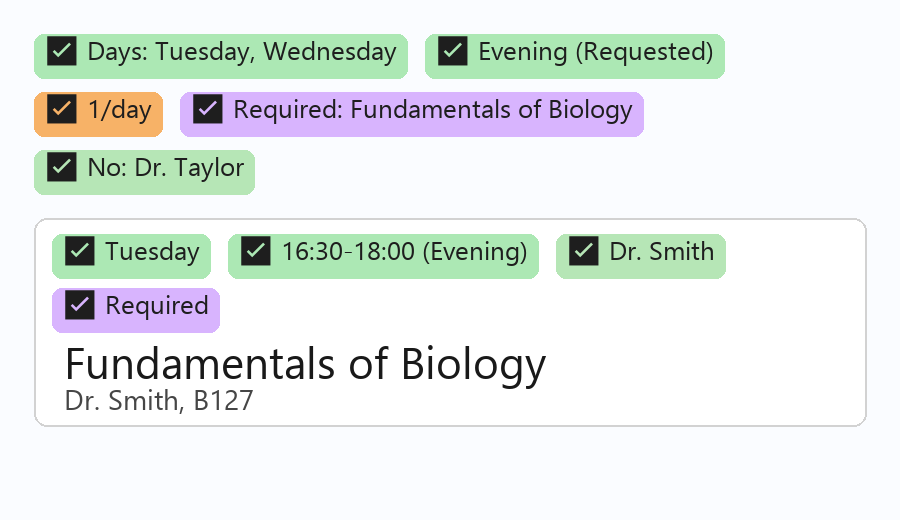 Days: Tuesday, Wednesday Evening (Requested)
1/day Required: Fundamentals of Biology
No: Dr. Taylor
Tuesday 16:30-18:00 (Evening) Dr. Smith
Required
Fundamentals of Biology
Dr. Smith, B127